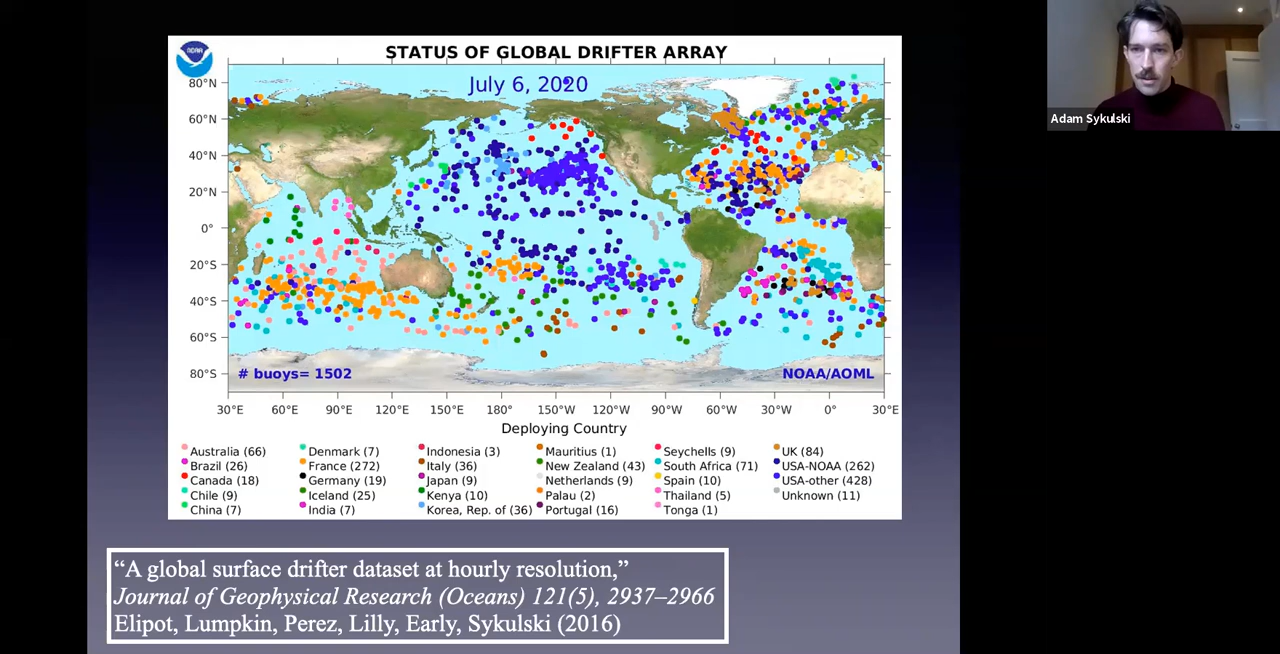 STATUS OF GLOBAL DRIFTER ARRAY
NOAA
July 6, 2020
80°N
60°N
40°N
20°N
0°
20°S
40°S
60°S
80°S
# buoys= 1502
NOAA/AOML
30°E 60°E 90°E 120°E 150°E 180° 150°W 120°W 90°W 60°W 30°W 0° 30°E
Deploying Country
Australia (66) Denmark (7) Indonesia (3) Mauritius (1) Seychells (9) UK (84)
Brazil (26) France (272) Italy (36) New Zealand (43) South Africa (71) USA-NOAA (262)
Canada (18) Germany (19) Japan (9) Netherlands (9) Spain (10) USA-other (428)
Chile (9) Iceland (25) Kenya (10) Palau (2) Thailand (5) Unknown (11)
China (7) India (7) Korea, Rep. of (36) Portugal (16) Tonga (1)
“A global surface drifter dataset at hourly resolution,”
Journal of Geophysical Research (Oceans) 121(5), 2937–2966
Elipot, Lumpkin, Perez, Lilly, Early, Sykulski (2016)
Adam Sykulski